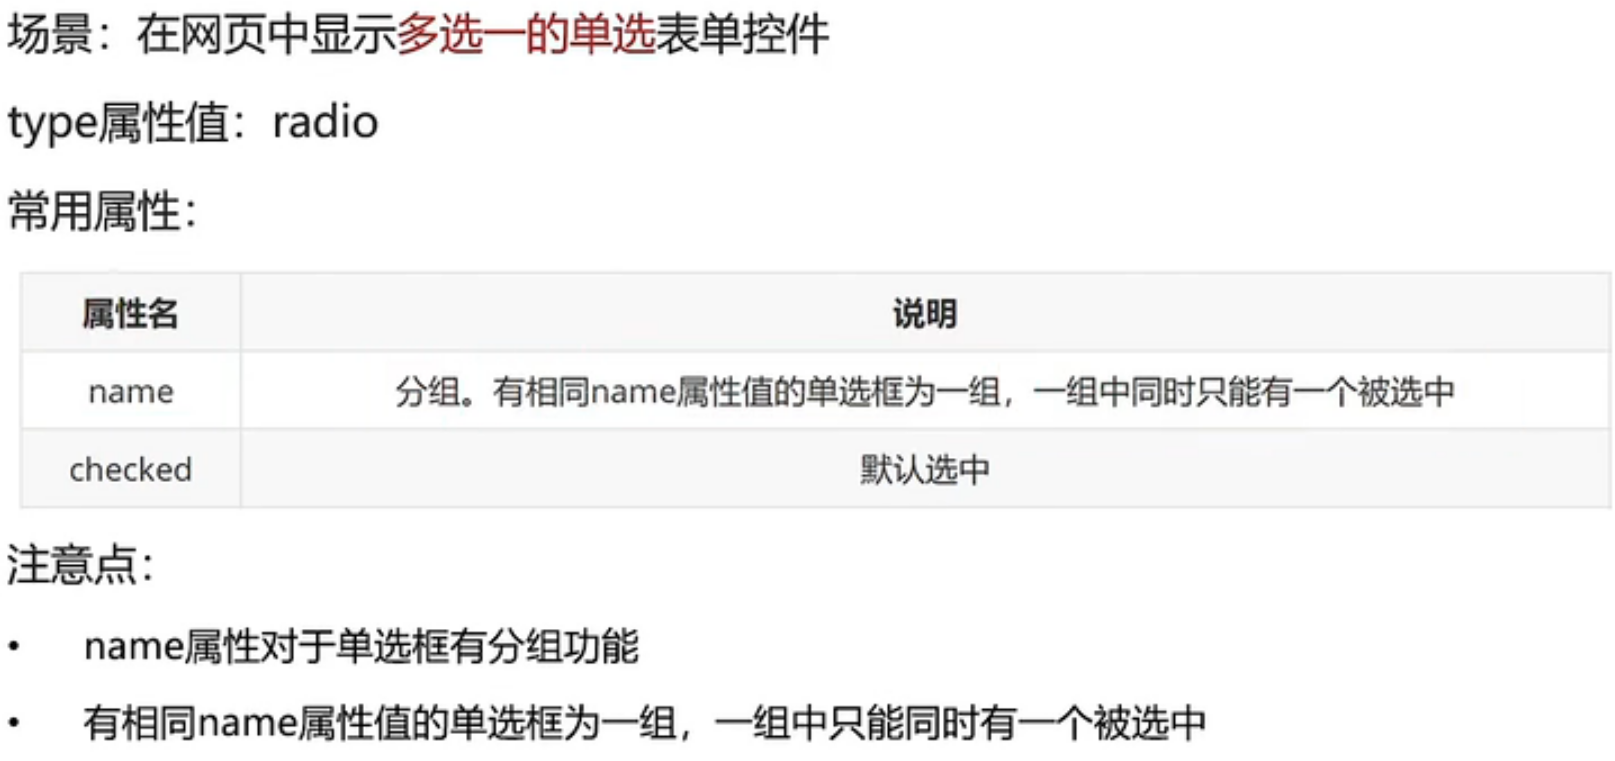 场景：在网页中显示多选一的单选表单控件
type属性值：radio
常用属性：
属性名 说明
name 分组。有相同name属性值的单选框为一组，一组中同时只能有一个被选中
checked 默认选中
注意点：
• name属性对于单选框有分组功能
• 有相同name属性值的单选框为一组，一组中只能同时有一个被选中